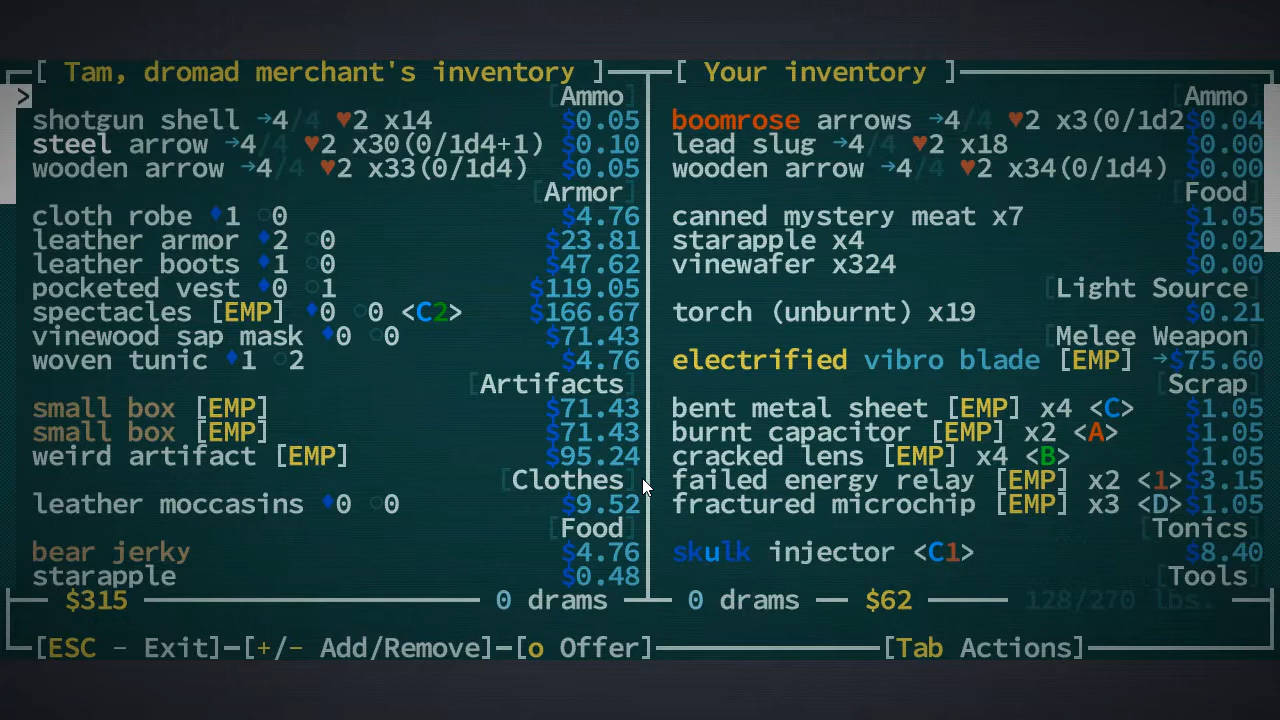 [ Tam, dromad merchant's inventory ]
>
[Ammo]
shotgun shell →4/4 ♥2 x14 $0.05
steel arrow →4/4 ♥2 x30(0/1d4+1) $0.10
wooden arrow →4/4 ♥2 x33(0/1d4) $0.05
[Armor]
cloth robe ♦1 ○0 $4.76
leather armor ♦2 ○0 $23.81
leather boots ♦1 ○0 $47.62
pocketed vest ♦0 ○1 $119.05
spectacles [EMP] ♦0 ○0 <C2> $166.67
vinewood sap mask ♦0 ○0 $71.43
woven tunic ♦1 ○2 $4.76
[Artifacts]
small box [EMP] $71.43
small box [EMP] $71.43
weird artifact [EMP] $95.24
[Clothes]
leather moccasins ♦0 ○0 $9.52
[Food]
bear jerky $4.76
starapple $0.48
$315 0 drams
[ Your inventory ]
[Ammo]
boomrose arrows →4/4 ♥2 x3(0/1d2 $0.04
lead slug →4/4 ♥2 x18 $0.00
wooden arrow →4/4 ♥2 x34(0/1d4) $0.00
[Food]
canned mystery meat x7 $1.05
starapple x4 $0.02
vinewafer x324 $0.00
[Light Source]
torch (unburnt) x19 $0.21
[Melee Weapon]
electrified vibro blade [EMP] →$75.60
[Scrap]
bent metal sheet [EMP] x4 <C> $1.05
burnt capacitor [EMP] x2 <A> $1.05
cracked lens [EMP] x4 <B> $1.05
failed energy relay [EMP] x2 <1>$3.15
fractured microchip [EMP] x3 <D>$1.05
[Tonics]
skulk injector <C1> $8.40
[Tools]
0 drams $62 128/270 lbs.
[ESC - Exit]-[+/- Add/Remove]-[o Offer] [Tab Actions]